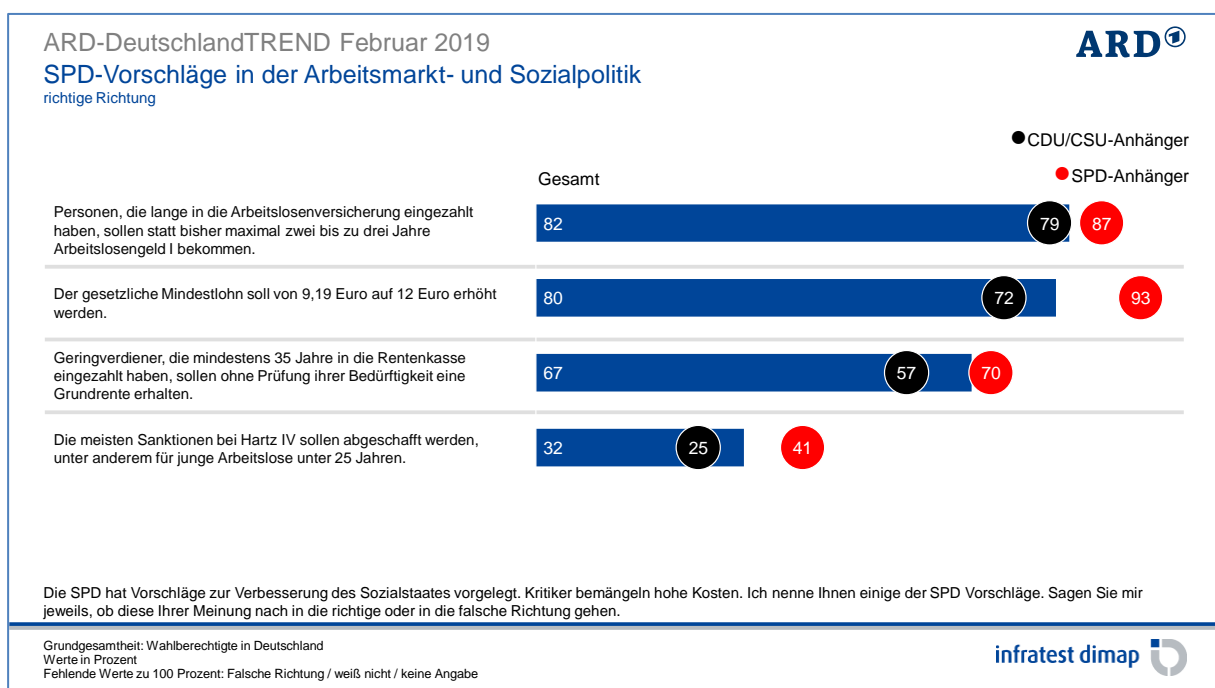 ARD-DeutschlandTREND Februar 2019
SPD-Vorschläge in der Arbeitsmarkt- und Sozialpolitik
richtige Richtung
ARD
CDU/CSU-Anhänger
Gesamt
SPD-Anhänger
Personen, die lange in die Arbeitslosenversicherung eingezahlt
haben, sollen statt bisher maximal zwei bis zu drei Jahre
Arbeitslosengeld I bekommen.
82 79 87
Der gesetzliche Mindestlohn soll von 9,19 Euro auf 12 Euro erhöht
werden.
80 72 93
Geringverdiener, die mindestens 35 Jahre in die Rentenkasse
eingezahlt haben, sollen ohne Prüfung ihrer Bedürftigkeit eine
Grundrente erhalten.
67 57 70
Die meisten Sanktionen bei Hartz IV sollen abgeschafft werden,
unter anderem für junge Arbeitslose unter 25 Jahren.
32 25 41
Die SPD hat Vorschläge zur Verbesserung des Sozialstaates vorgelegt. Kritiker bemängeln hohe Kosten. Ich nenne Ihnen einige der SPD Vorschläge. Sagen Sie mir
jeweils, ob diese Ihrer Meinung nach in die richtige oder in die falsche Richtung gehen.
Grundgesamtheit: Wahlberechtigte in Deutschland
Werte in Prozent
Fehlende Werte zu 100 Prozent: Falsche Richtung / weiß nicht / keine Angabe
infratest dimap